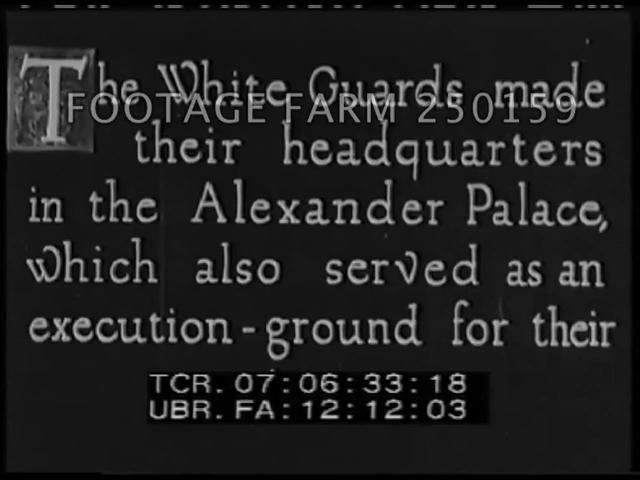 The White Guards made
FOOTAGE FARM 250159
their headquarters
in the Alexander Palace,
which also served as an
execution-ground for their
TCR. 07:06:33:18
UBR. FA:12:12:03